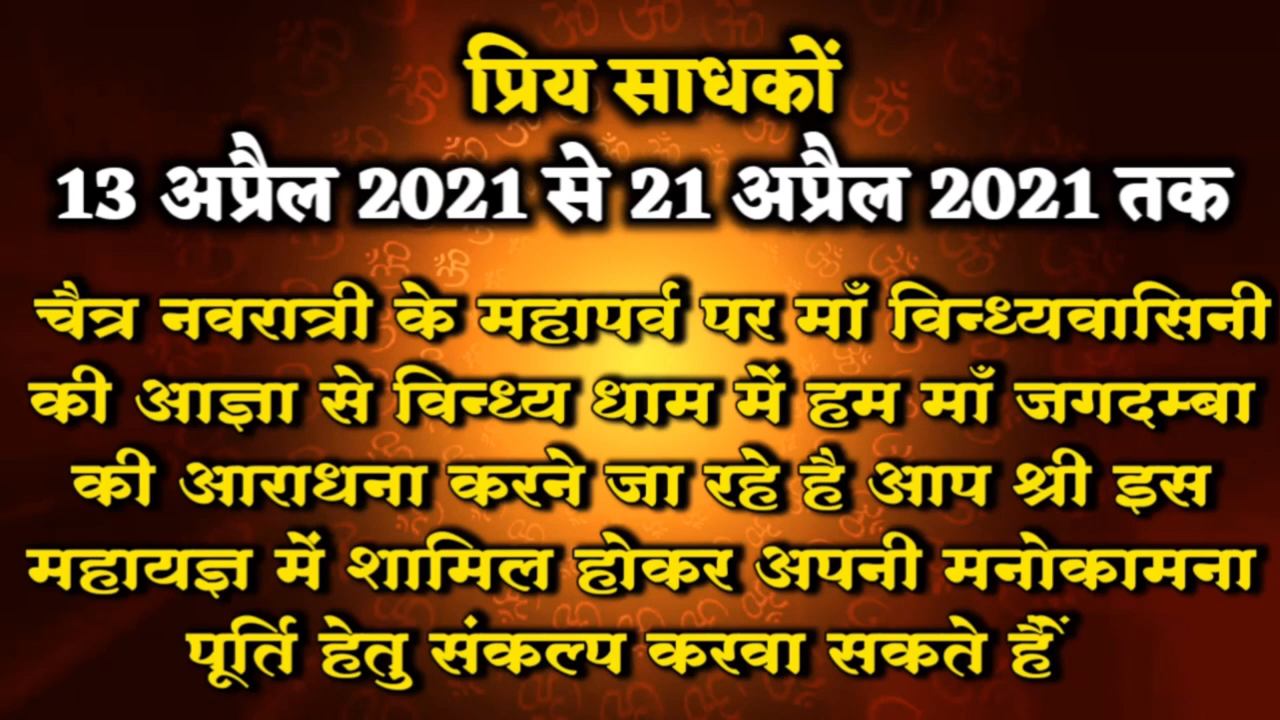 प्रिय साधकों
13 अप्रैल 2021 से 21 अप्रैल 2021 तक
चैत्र नवरात्री के महापर्व पर माँ विन्ध्यवासिनी
की आज्ञा से विन्ध्य धाम में हम माँ जगदम्बा
की आराधना करने जा रहे है आप श्री इस
महायज्ञ में शामिल होकर अपनी मनोकामना
पूर्ति हेतु संकल्प करवा सकते हैं